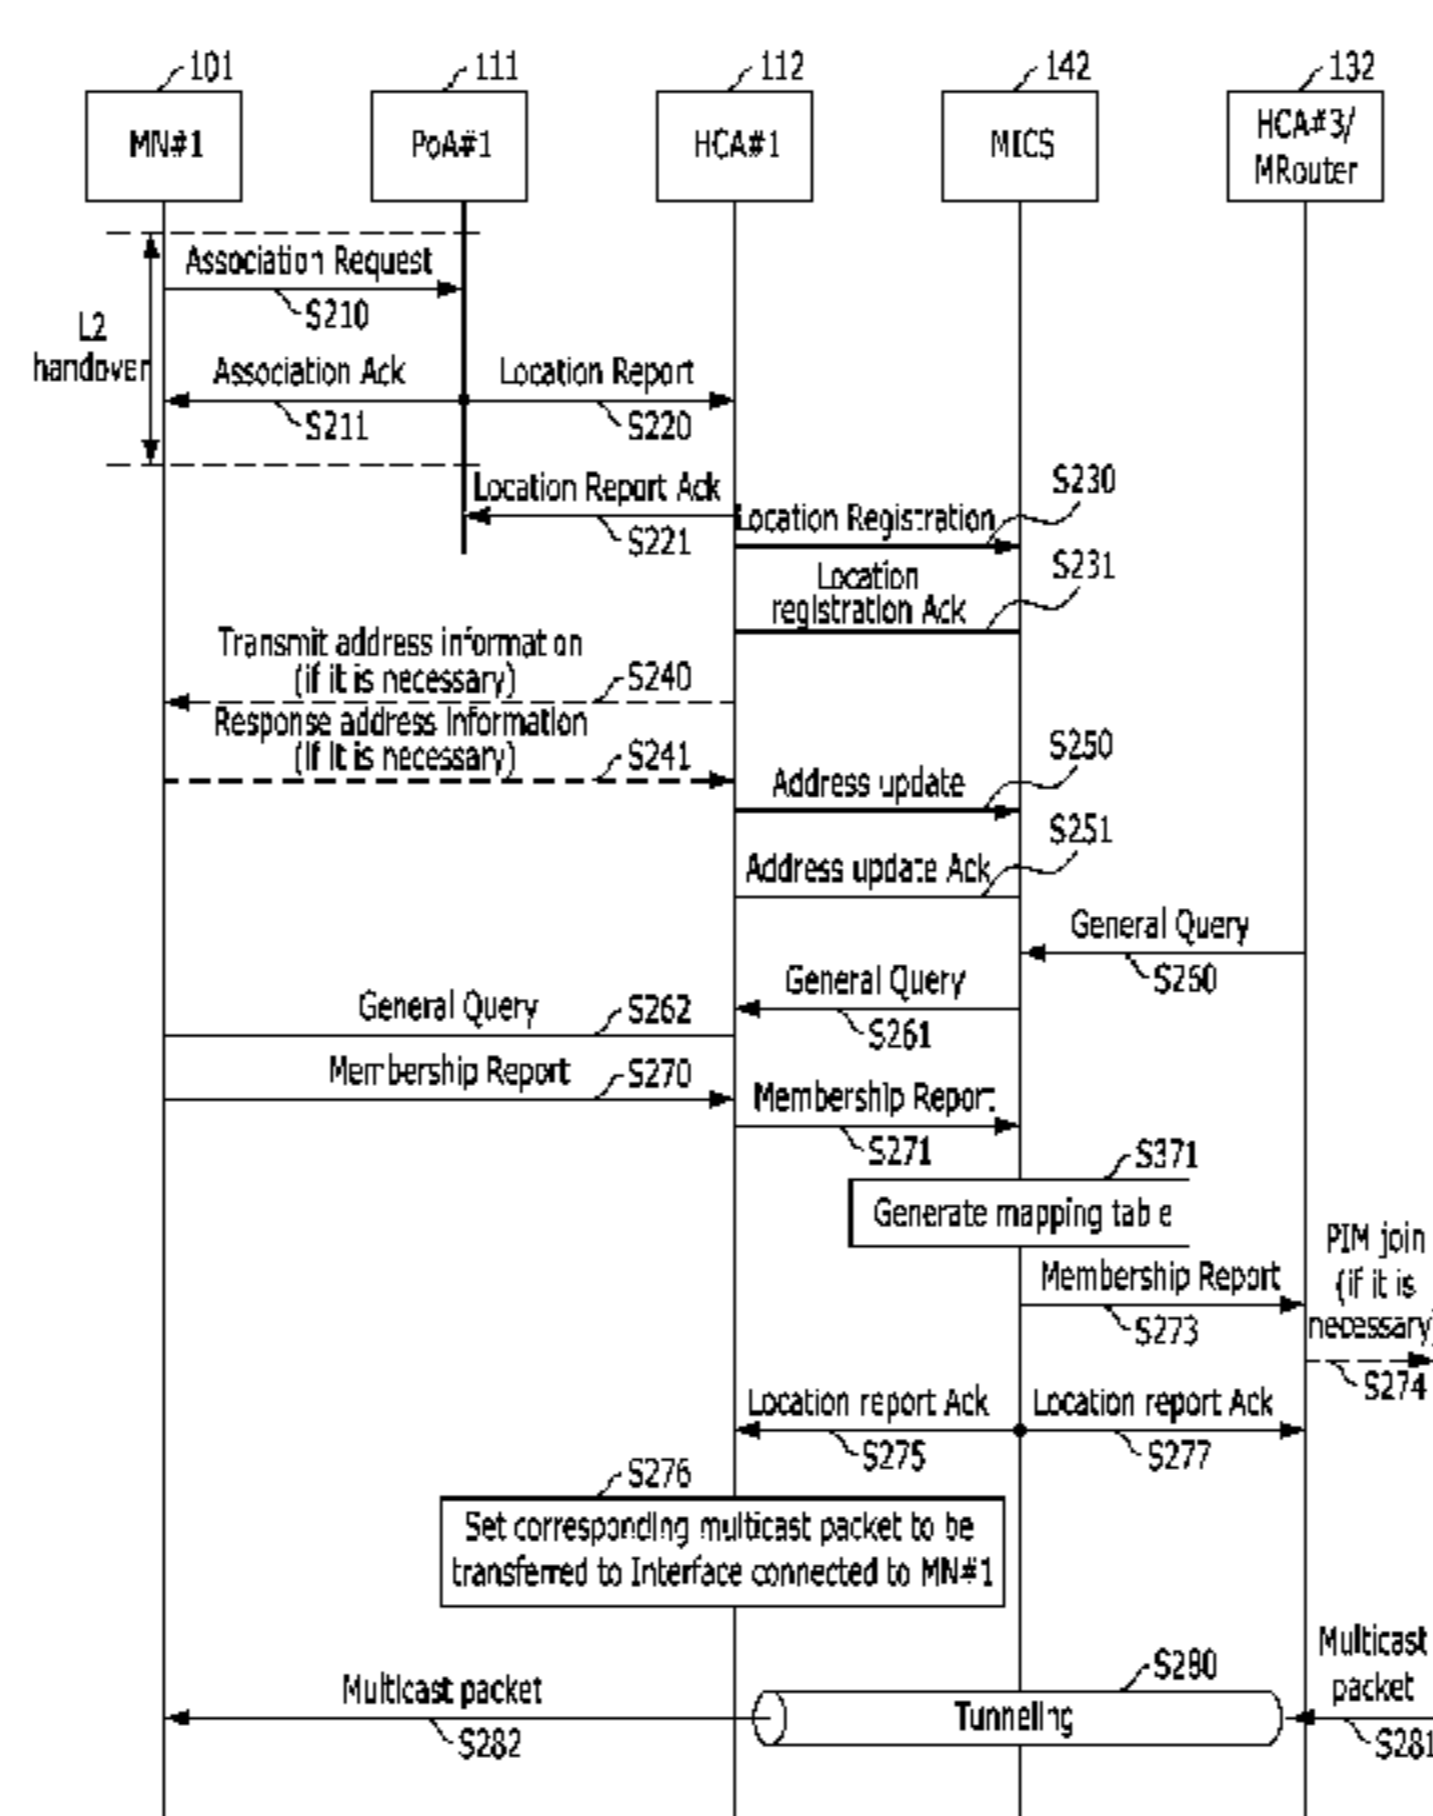 101
111
112
142
132
MN#1
PoA#1
HCA#1
MICS
HCA#3/
MRouter
Association Request
S210
L2
handover
Association Ack
S211
Location Report
S220
Location Report Ack
S221
Location Registration
S230
Location
registration Ack
S231
Transmit address information
(if it is necessary)
S240
Response address information
(if it is necessary)
S241
Address update
S250
Address update Ack
S251
General Query
S260
General Query
S261
General Query
S262
Membership Report
S270
Membership Report
S271
S371
Generate mapping table
Membership Report
S273
PIM join
(if it is
necessary)
S274
Location report Ack
S275
Location report Ack
S277
S276
Set corresponding multicast packet to be
transferred to interface connected to MN#1
S280
Tunneling
Multicast
packet
S281
Multicast packet
S282